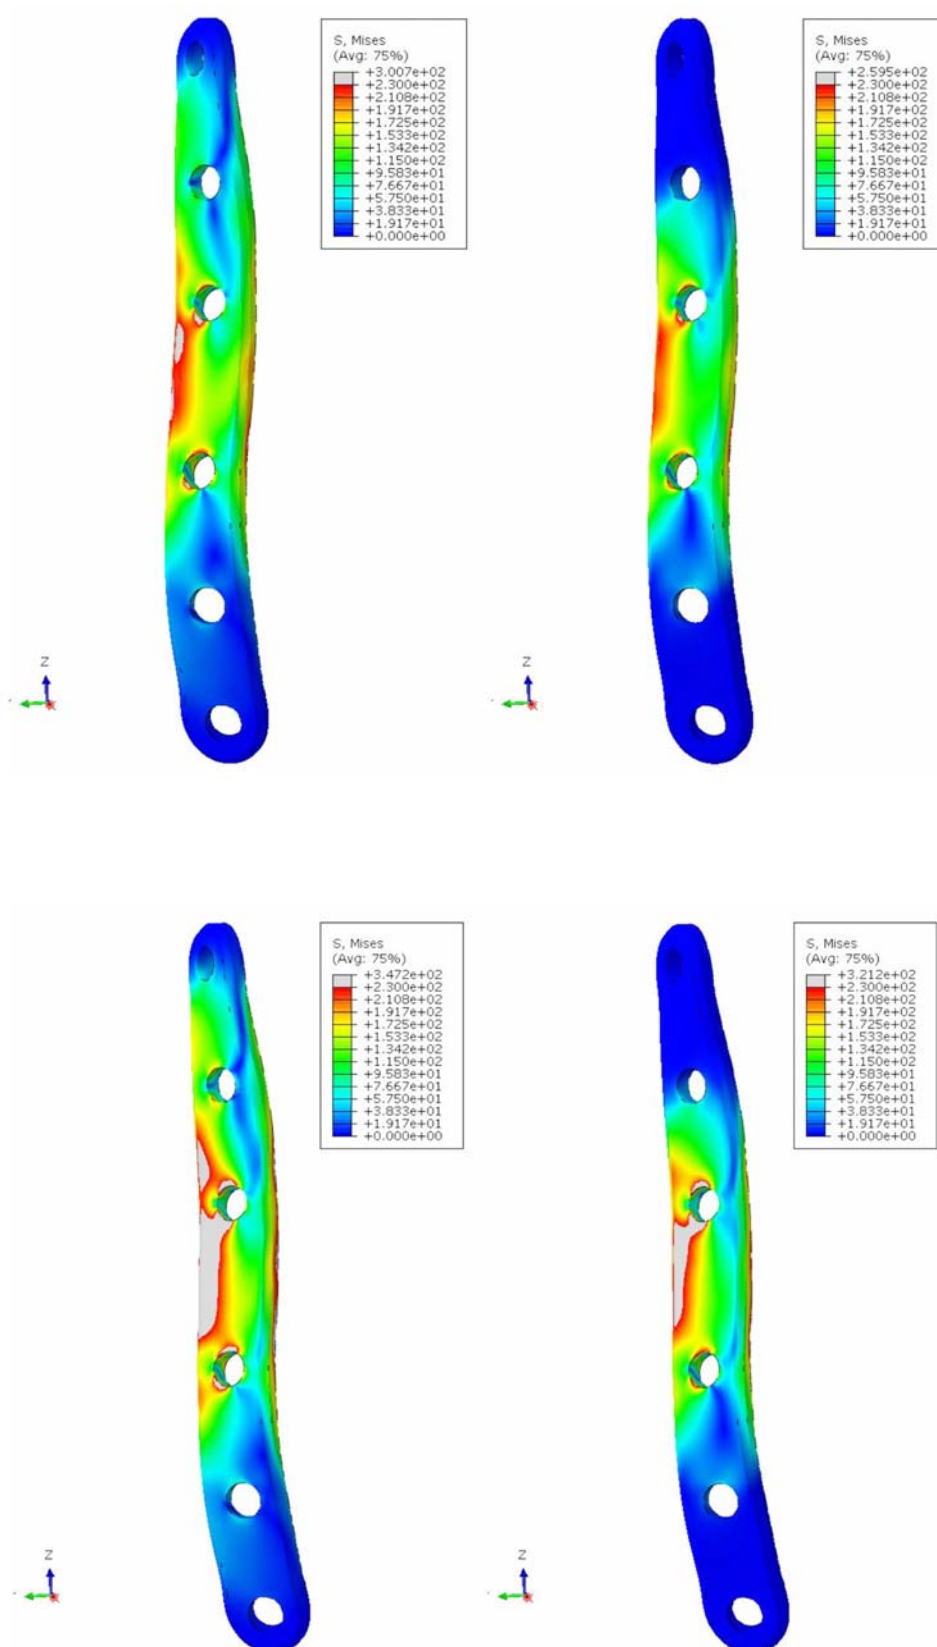 S, Mises
(Avg: 75%)
+3.007e+02
+2.300e+02
+2.108e+02
+1.917e+02
+1.725e+02
+1.533e+02
+1.342e+02
+1.150e+02
+9.583e+01
+7.667e+01
+5.750e+01
+3.833e+01
+1.917e+01
+0.000e+00
Z
S, Mises
(Avg: 75%)
+2.595e+02
+2.300e+02
+2.108e+02
+1.917e+02
+1.725e+02
+1.533e+02
+1.342e+02
+1.150e+02
+9.583e+01
+7.667e+01
+5.750e+01
+3.833e+01
+1.917e+01
+0.000e+00
Z
S, Mises
(Avg: 75%)
+3.472e+02
+2.300e+02
+2.108e+02
+1.917e+02
+1.725e+02
+1.533e+02
+1.342e+02
+1.150e+02
+9.583e+01
+7.667e+01
+5.750e+01
+3.833e+01
+1.917e+01
+0.000e+00
Z
S, Mises
(Avg: 75%)
+3.212e+02
+2.300e+02
+2.108e+02
+1.917e+02
+1.725e+02
+1.533e+02
+1.342e+02
+1.150e+02
+9.583e+01
+7.667e+01
+5.750e+01
+3.833e+01
+1.917e+01
+0.000e+00
Z